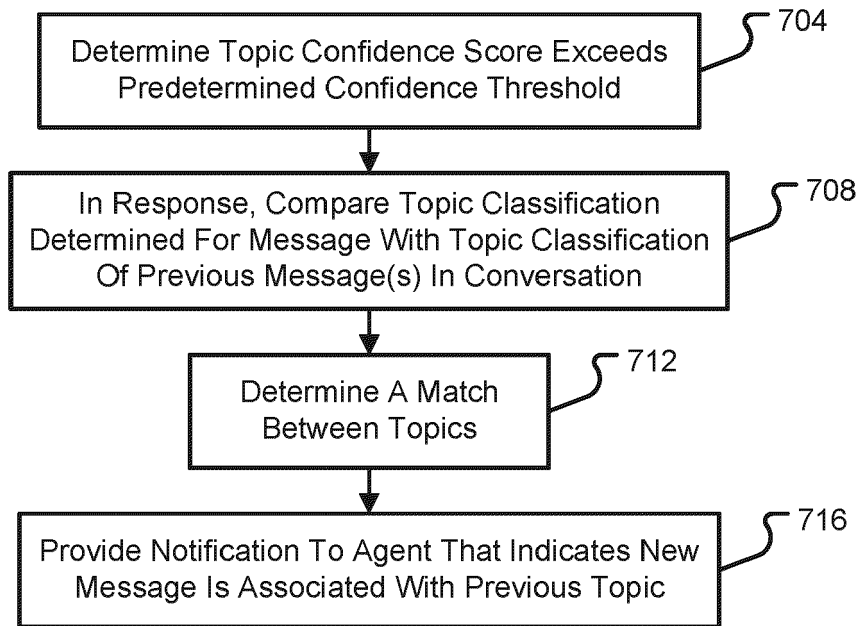 Determine Topic Confidence Score Exceeds
Predetermined Confidence Threshold
704
In Response, Compare Topic Classification
Determined For Message With Topic Classification
Of Previous Message(s) In Conversation
708
Determine A Match
Between Topics
712
Provide Notification To Agent That Indicates New
Message Is Associated With Previous Topic
716